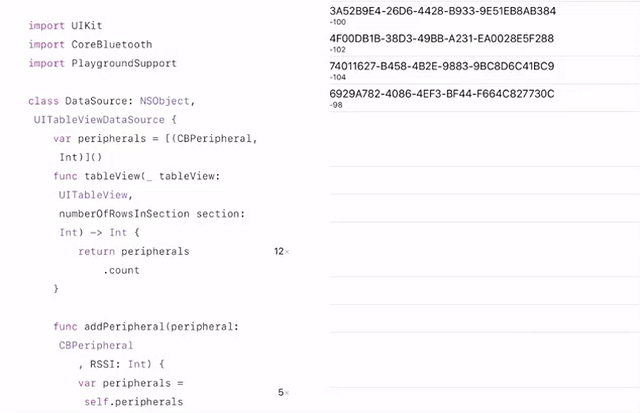 import UIKit
import CoreBluetooth
import PlaygroundSupport
class DataSource: NSObject,
UITableViewDataSource {
var peripherals = [(CBPeripheral,
Int)]()
func tableView(_ tableView:
UITableView,
numberOfRowsInSection section:
Int) -> Int {
return peripherals 12×
.count
}
func addPeripheral(peripheral:
CBPeripheral
, RSSI: Int) {
var peripherals =
self.peripherals 5×
3A52B9E4-26D6-4428-B933-9E51EB8AB384
-100
4F00DB1B-38D3-49BB-A231-EA0028E5F288
-102
74011627-B458-4B2E-9883-9BC8D6C41BC9
-104
6929A782-4086-4EF3-BF44-F664C827730C
-98